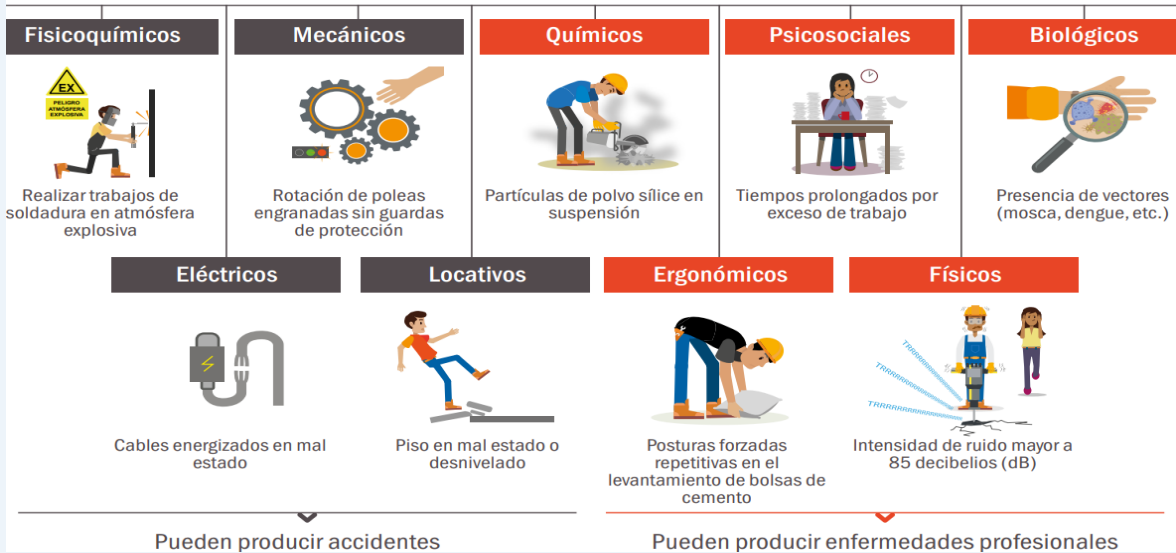 Fisicoquímicos
Mecánicos
Químicos
Psicosociales
Biológicos
EX
PELIGRO
ATMÓSFERA
EXPLOSIVA
Realizar trabajos de
soldadura en atmósfera
explosiva
Rotación de poleas
engranadas sin guardas
de protección
Partículas de polvo sílice en
suspensión
Tiempos prolongados por
exceso de trabajo
Presencia de vectores
(mosca, dengue, etc.)
Eléctricos
Locativos
Ergonómicos
Físicos
Cables energizados en mal
estado
Piso en mal estado o
desnivelado
Posturas forzadas
repetitivas en el
levantamiento de bolsas de
cemento
Intensidad de ruido mayor a
85 decibelios (dB)
Pueden producir accidentes
Pueden producir enfermedades profesionales